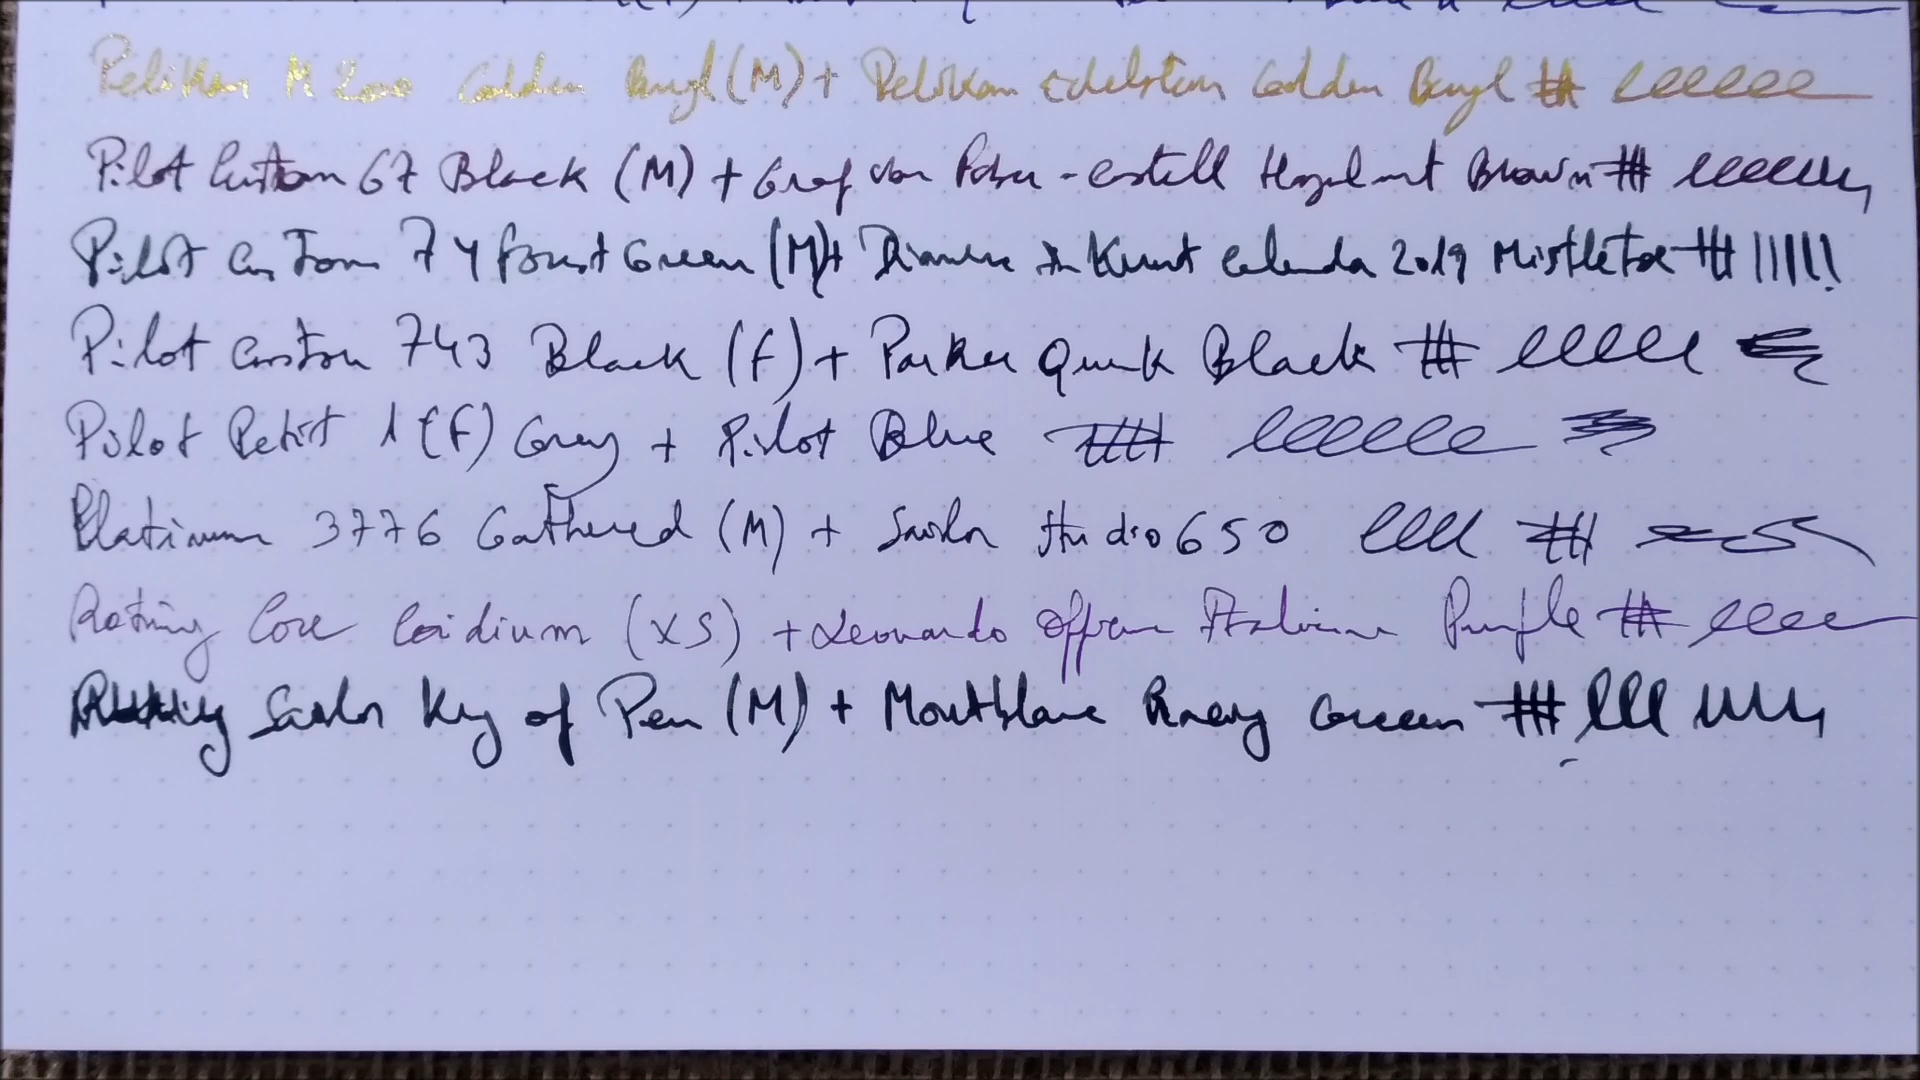 Pelikan M200 Golden Beryl (M) + Pelikan Edelstein Golden Beryl
Pilot Custom 67 Black (M) + Graf von Faber-Castell Hazelnut Brown
Pilot Custom 74 Forest Green (M) + Diamine Calendar 2019 Mistletoe
Pilot Custom 743 Black (F) + Parker Quink Black
Pilot Petit 1 (F) Grey + Pilot Blue
Platinum 3776 Gathered (M) + Sailor Studio 650
Rotring Core Coridium (XS) + Leonardo Officina Italiana Purple
Sailor King of Pen (M) + Montblanc Green